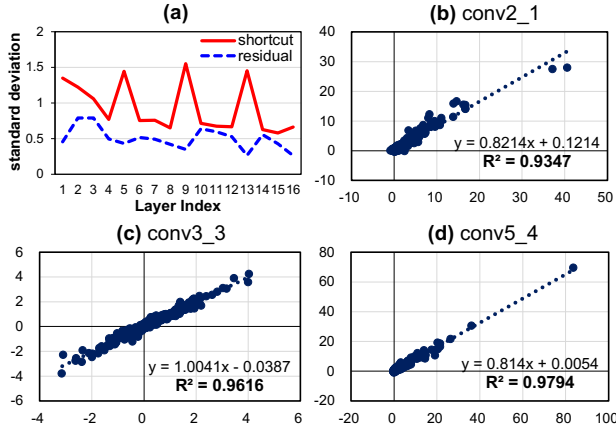 (a)
shortcut
residual
standard deviation
2
1.5
1
0.5
0
1 2 3 4 5 6 7 8 9 10 11 12 13 14 15 16
Layer Index
(b) conv2_1
40
30
20
10
0
-10
y = 0.8214x + 0.1214
R² = 0.9347
-10 0 10 20 30 40 50
(c) conv3_3
6
4
2
0
-2
-4
-6
y = 1.0041x - 0.0387
R² = 0.9616
-4 -2 0 2 4 6
(d) conv5_4
80
60
40
20
0
-20
y = 0.814x + 0.0054
R² = 0.9794
-20 0 20 40 60 80 100